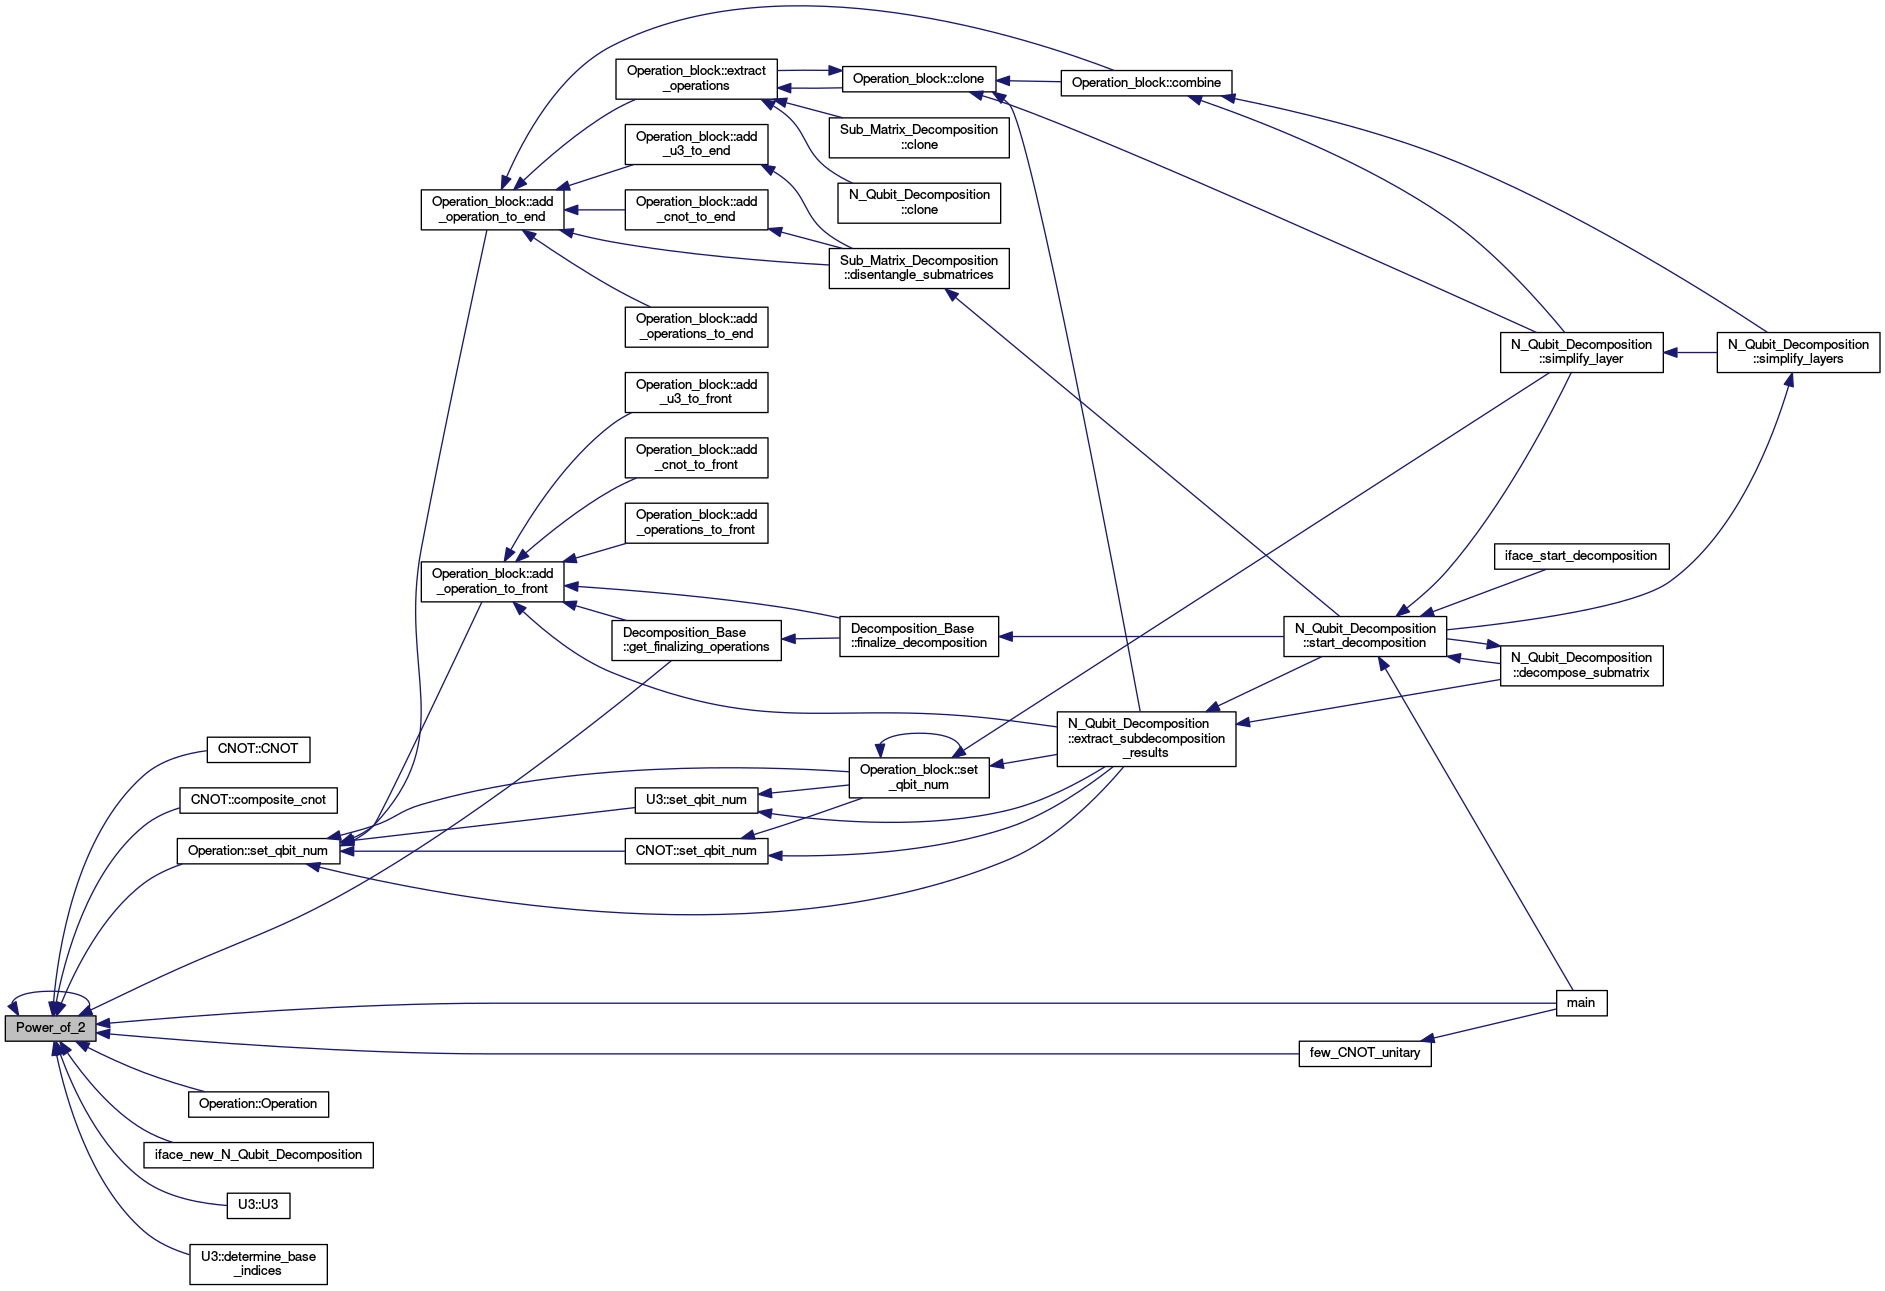 Operation_block::extract
_operations
Operation_block::clone
Operation_block::combine
Sub_Matrix_Decomposition
::clone
Operation_block::add
_u3_to_end
N_Qubit_Decomposition
::clone
Operation_block::add
_operation_to_end
Operation_block::add
_cnot_to_end
Sub_Matrix_Decomposition
::disentangle_submatrices
Operation_block::add
_operations_to_end
N_Qubit_Decomposition
::simplify_layer
N_Qubit_Decomposition
::simplify_layers
Operation_block::add
_u3_to_front
Operation_block::add
_cnot_to_front
Operation_block::add
_operations_to_front
iface_start_decomposition
Operation_block::add
_operation_to_front
Decomposition_Base
::get_finalizing_operations
Decomposition_Base
::finalize_decomposition
N_Qubit_Decomposition
::start_decomposition
N_Qubit_Decomposition
::decompose_submatrix
N_Qubit_Decomposition
::extract_subdecomposition
_results
CNOT::CNOT
Operation_block::set
_qbit_num
CNOT::composite_cnot
U3::set_qbit_num
Operation::set_qbit_num
CNOT::set_qbit_num
main
Power_of_2
few_CNOT_unitary
Operation::Operation
iface_new_N_Qubit_Decomposition
U3::U3
U3::determine_base
_indices